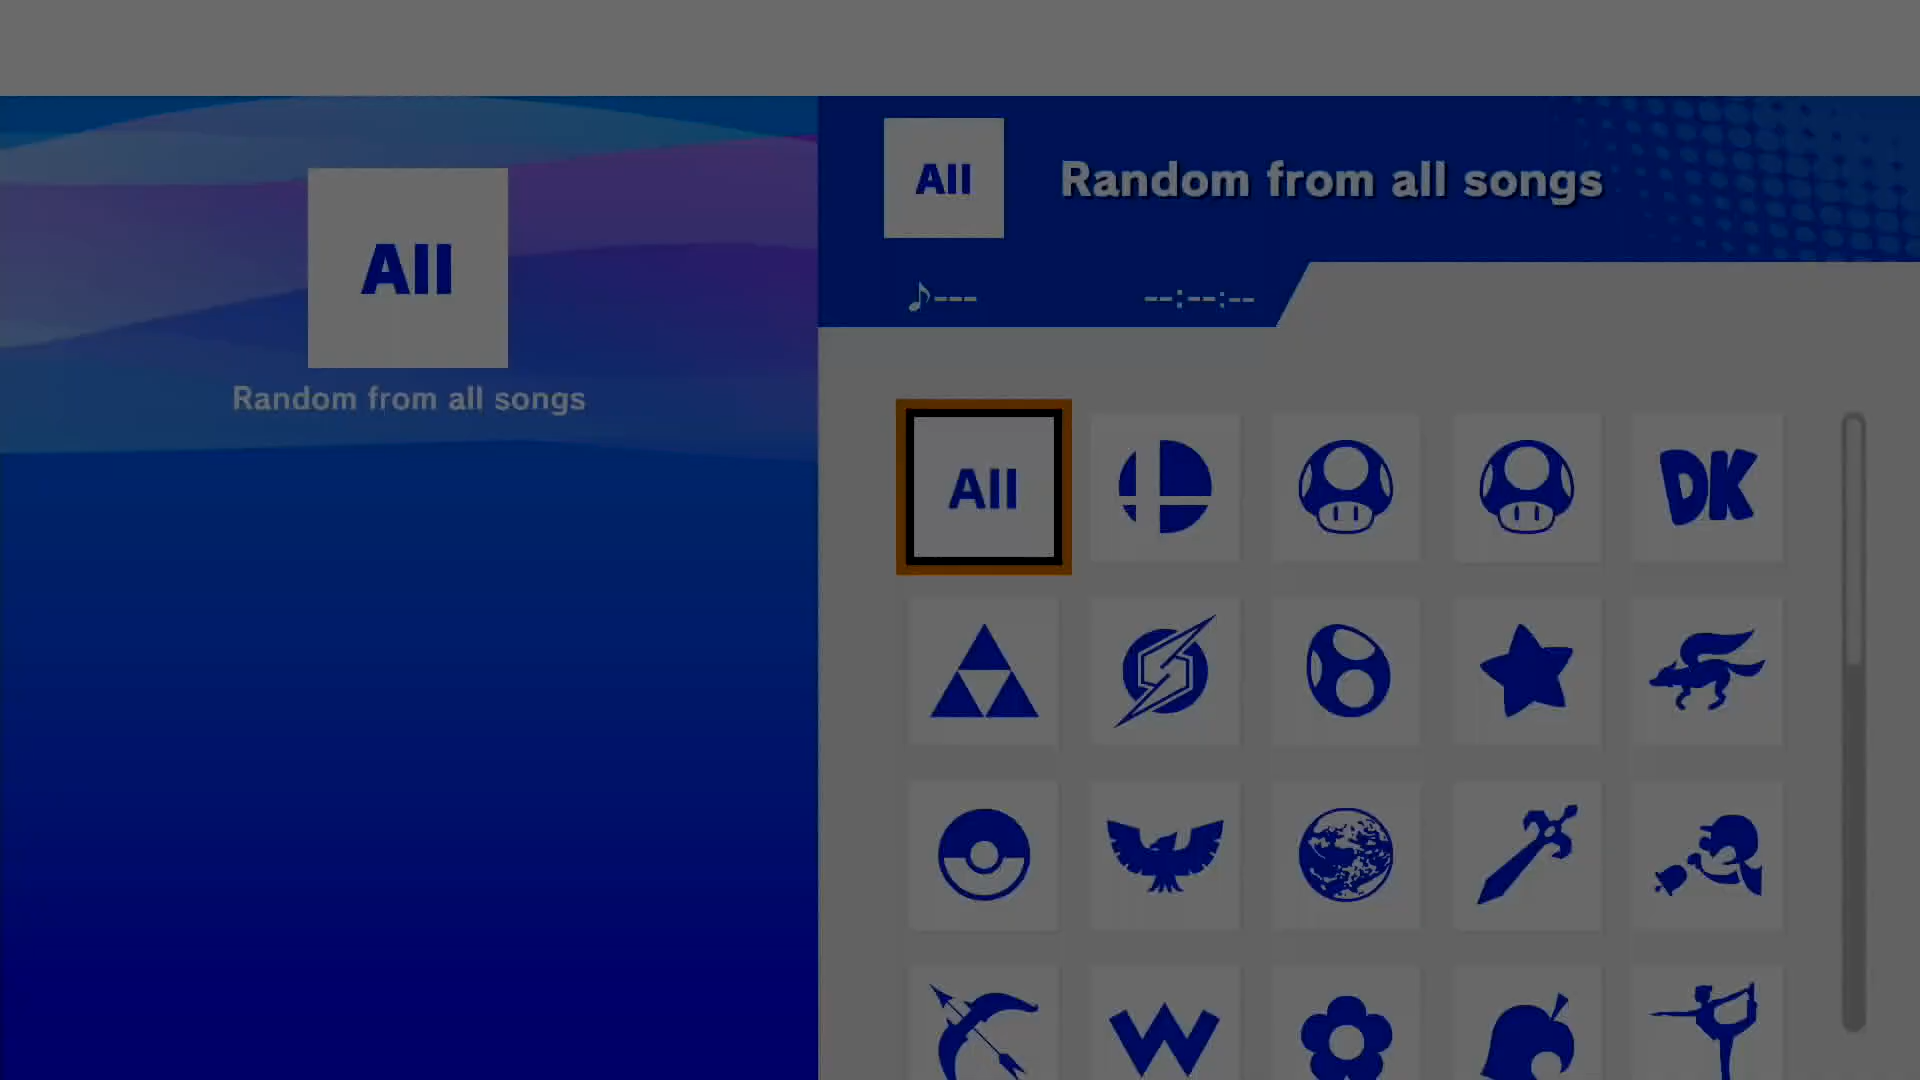 All
Random from all songs
All
Random from all songs
♪---
--:--:--
All
DK